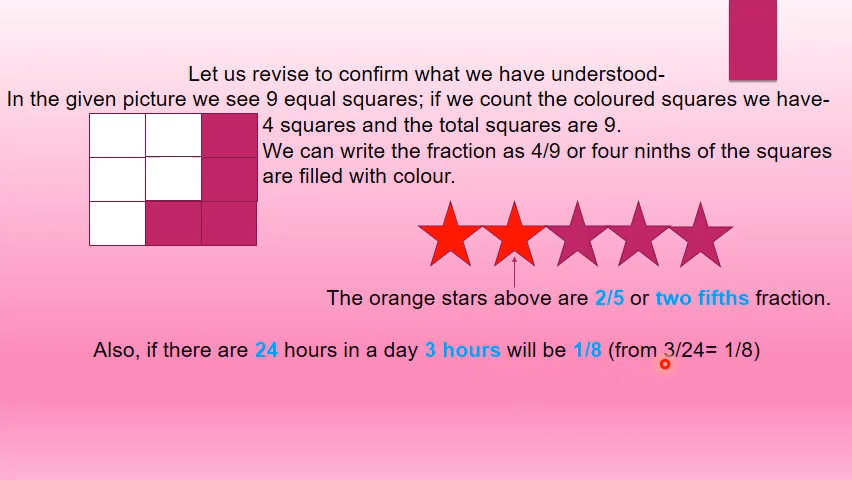 Let us revise to confirm what we have understood-
In the given picture we see 9 equal squares; if we count the coloured squares we have-
4 squares and the total squares are 9.
We can write the fraction as 4/9 or four ninths of the squares
are filled with colour.
The orange stars above are 2/5 or two fifths fraction.
Also, if there are 24 hours in a day 3 hours will be 1/8 (from 3/24= 1/8)